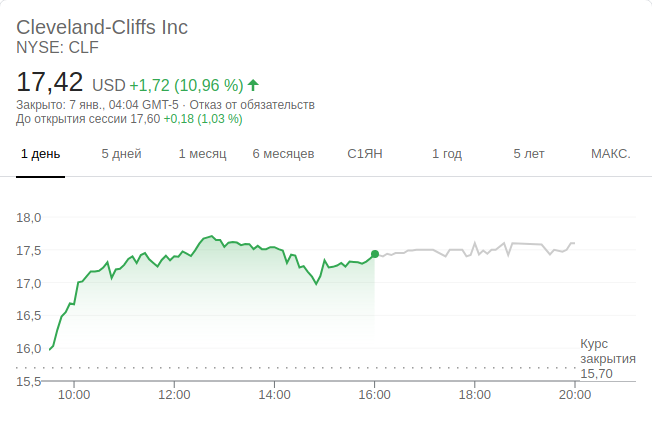 Cleveland-Cliffs Inc
NYSE: CLF
17,42 USD +1,72 (10,96 %)
Закрыто: 7 янв., 04:04 GMT-5 · Отказ от обязательств
До открытия сессии 17,60 +0,18 (1,03 %)
1 день 5 дней 1 месяц 6 месяцев С1ЯН 1 год 5 лет МАКС.
18,0
17,5
17,0
16,5
16,0
Курс
закрытия
15,70
15,5
10:00 12:00 14:00 16:00 18:00 20:00